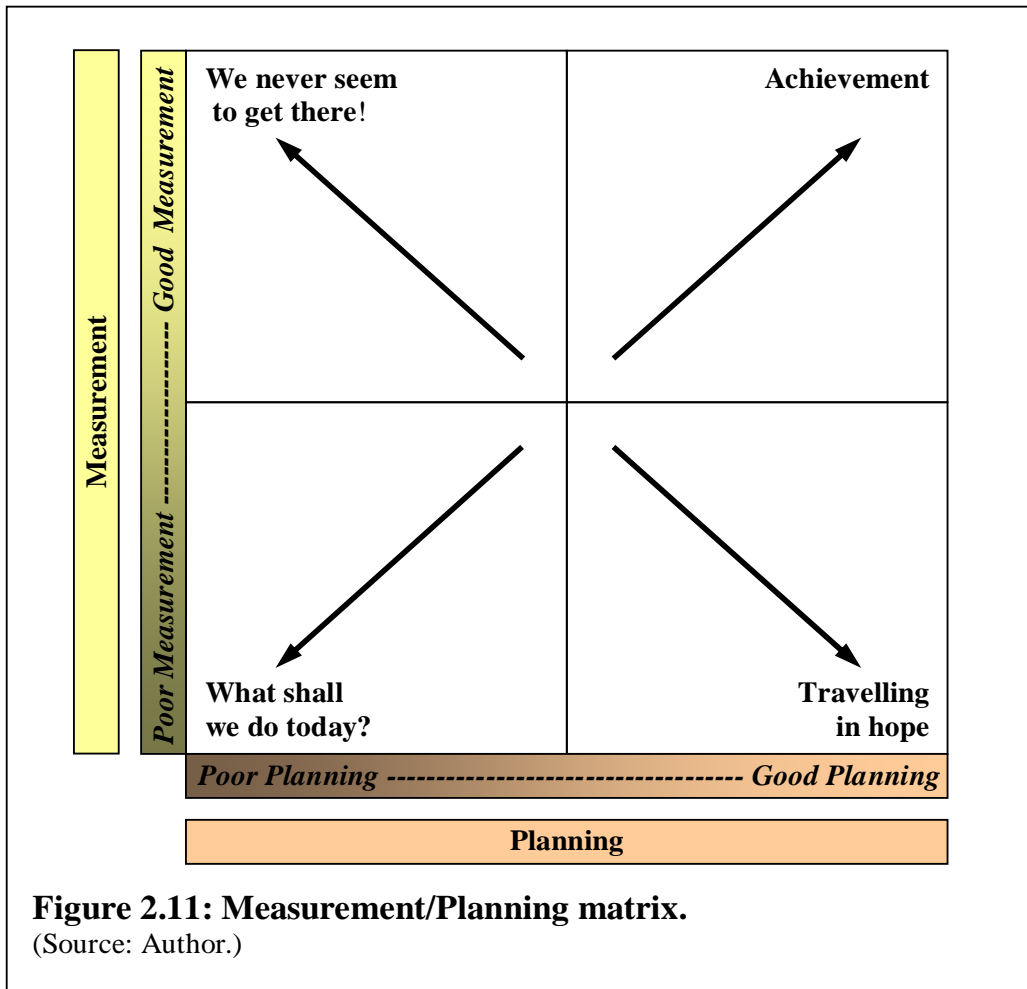 We never seem
to get there!
Achievement
Measurement
Poor Measurement ------------------- Good Measurement
What shall
we do today?
Travelling
in hope
Poor Planning ------------------------------------- Good Planning
Planning
Figure 2.11: Measurement/Planning matrix.
(Source: Author.)